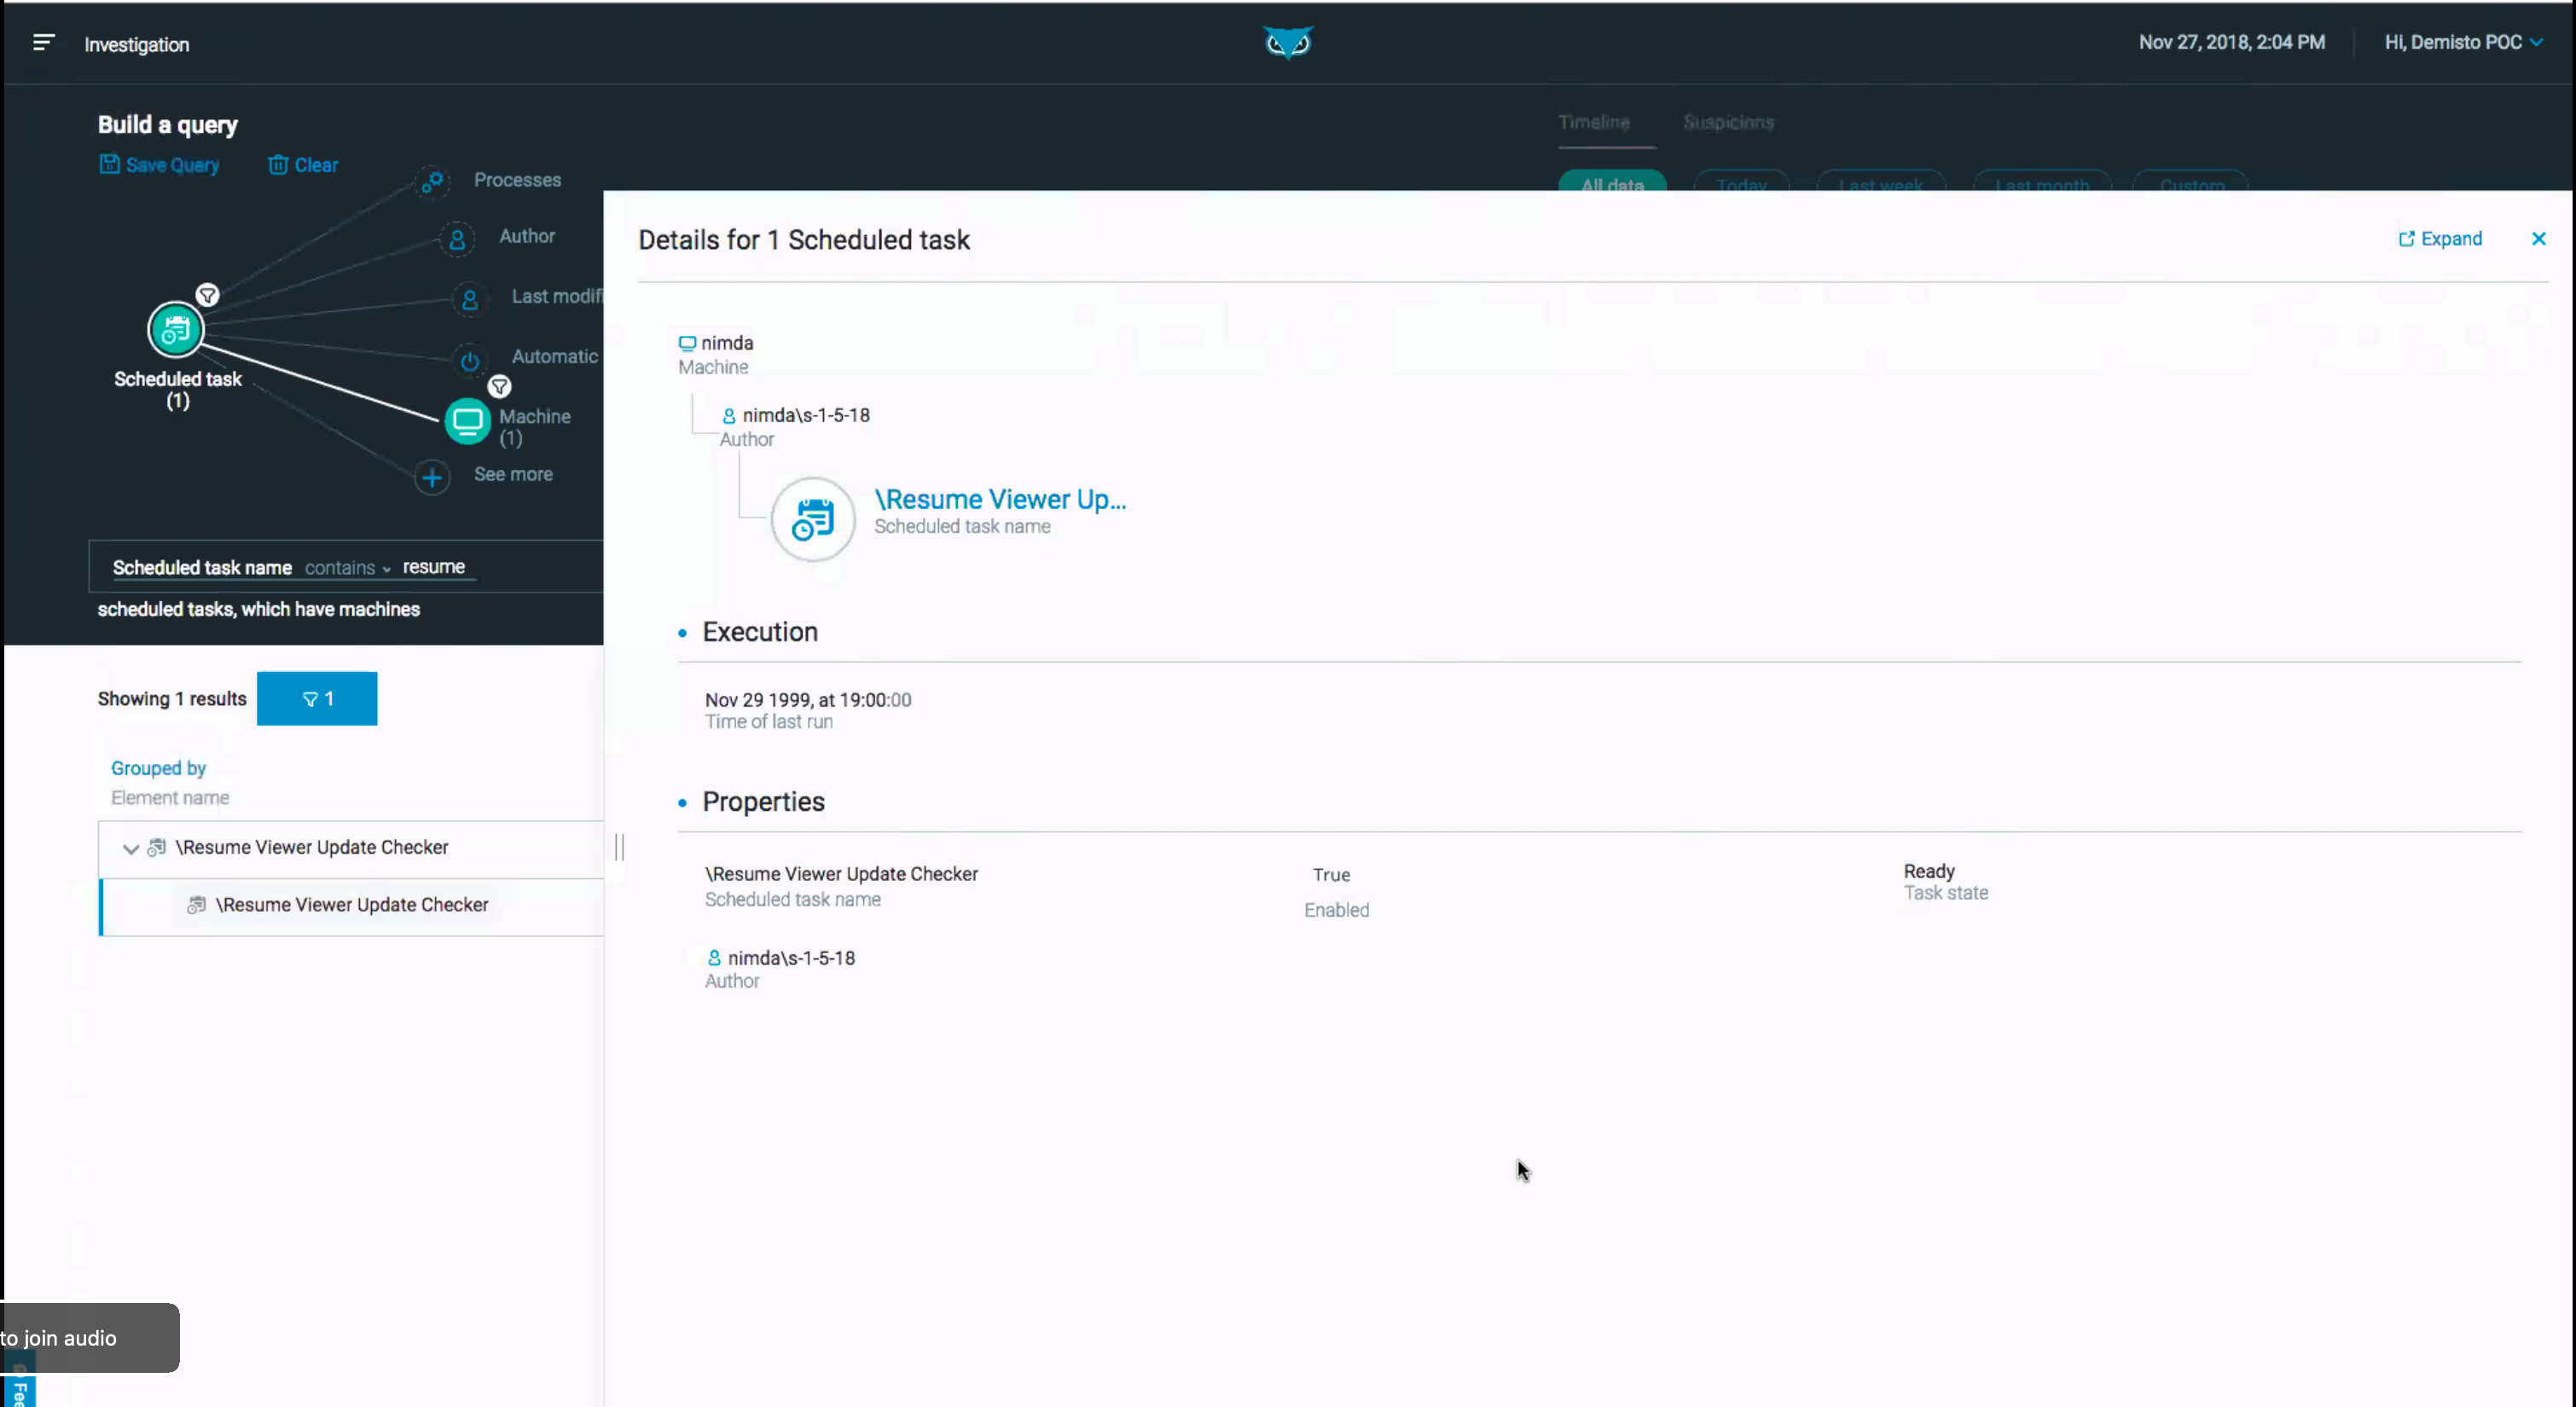 Investigation
Nov 27, 2018, 2:04 PM
Hi, Demisto POC
Build a query
Save Query
Clear
Timeline
Suspicions
All data
Today
Last week
Last month
Custom
Processes
Author
Last modifi
Automatic
Machine
(1)
See more
Scheduled task
(1)
Scheduled task name contains resume
scheduled tasks, which have machines
Showing 1 results
1
Grouped by
Element name
\Resume Viewer Update Checker
\Resume Viewer Update Checker
Details for 1 Scheduled task
Expand
nimda
Machine
nimda\s-1-5-18
Author
\Resume Viewer Up...
Scheduled task name
Execution
Nov 29 1999, at 19:00:00
Time of last run
Properties
\Resume Viewer Update Checker
Scheduled task name
True
Enabled
Ready
Task state
nimda\s-1-5-18
Author
to join audio
Fee